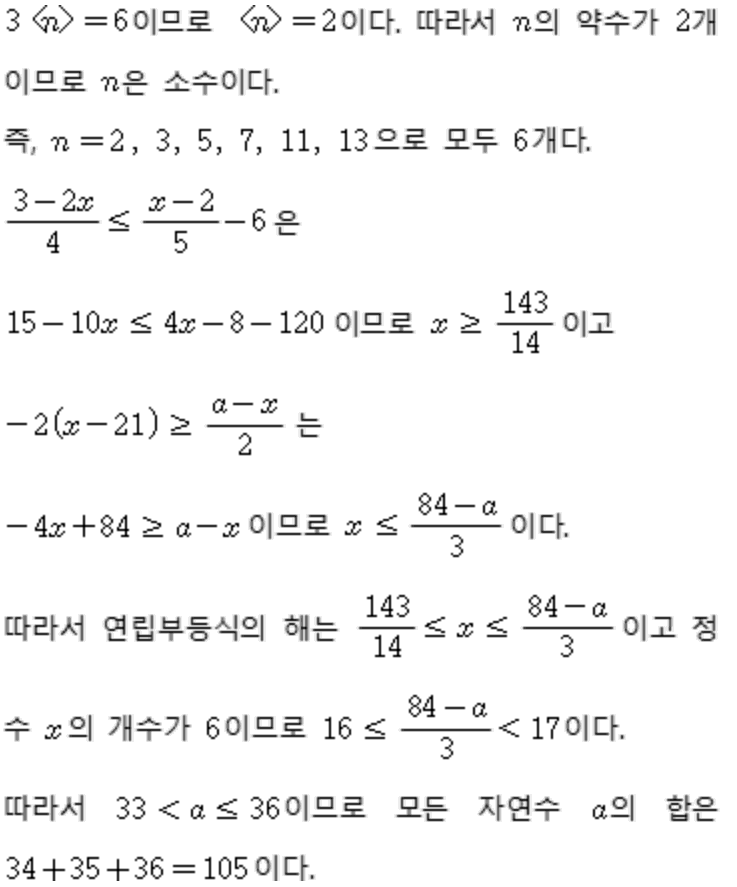 3⟨n⟩=6이므로 ⟨n⟩=2이다. 따라서 n의 약수가 2개
이므로 n은 소수이다.
즉, n=2, 3, 5, 7, 11, 13으로 모두 6개다.
(3-2x)/4 ≤ (x-2)/5 - 6 은
15-10x ≤ 4x-8-120 이므로 x ≥ 143/14 이고
-2(x-21) ≥ (a-x)/2 는
-4x+84 ≥ a-x 이므로 x ≤ (84-a)/3 이다.
따라서 연립부등식의 해는 143/14 ≤ x ≤ (84-a)/3 이고 정
수 x의 개수가 6이므로 16 ≤ (84-a)/3 < 17이다.
따라서 33 < a ≤ 36이므로 모든 자연수 a의 합은
34+35+36=105이다.